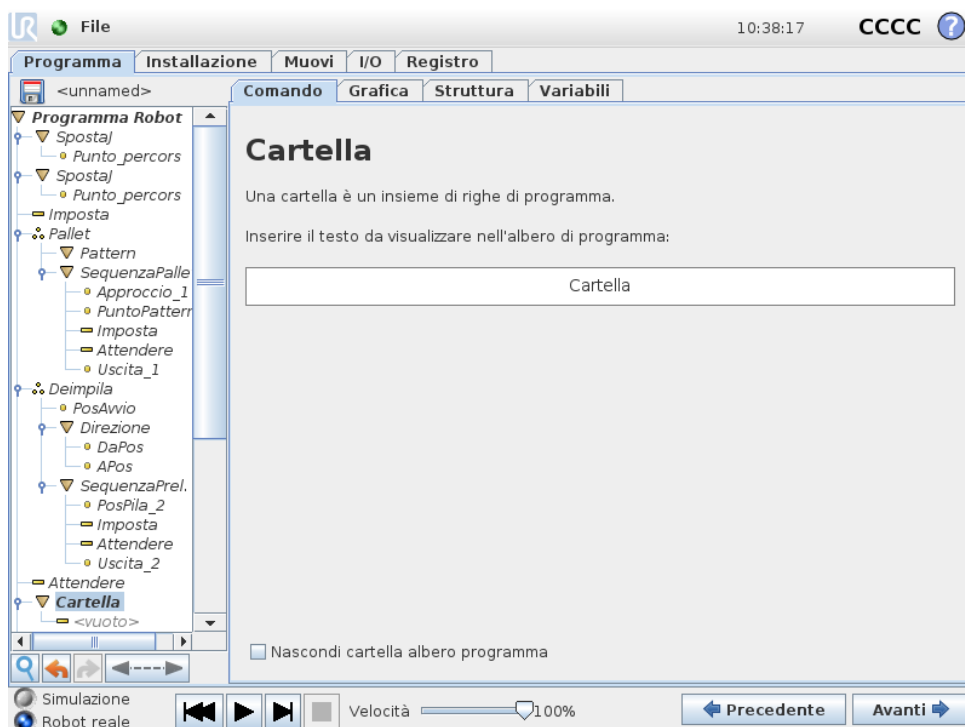 UR File 10:38:17 CCCC ?
Programma Installazione Muovi I/O Registro
<unnamed>
Comando Grafica Struttura Variabili
Programma Robot
SpostaJ
Punto_percors
SpostaJ
Punto_percors
Imposta
Pallet
Pattern
SequenzaPalle
Approccio_1
PuntoPattern
Imposta
Attendere
Uscita_1
Deimpila
PosAvvio
Direzione
DaPos
APos
SequenzaPrel.
PosPila_2
Imposta
Attendere
Uscita_2
Attendere
Cartella
<vuoto>
Cartella
Una cartella è un insieme di righe di programma.
Inserire il testo da visualizzare nell'albero di programma:
Cartella
Nascondi cartella albero programma
Simulazione
Robot reale
Velocità 100%
Precedente Avanti